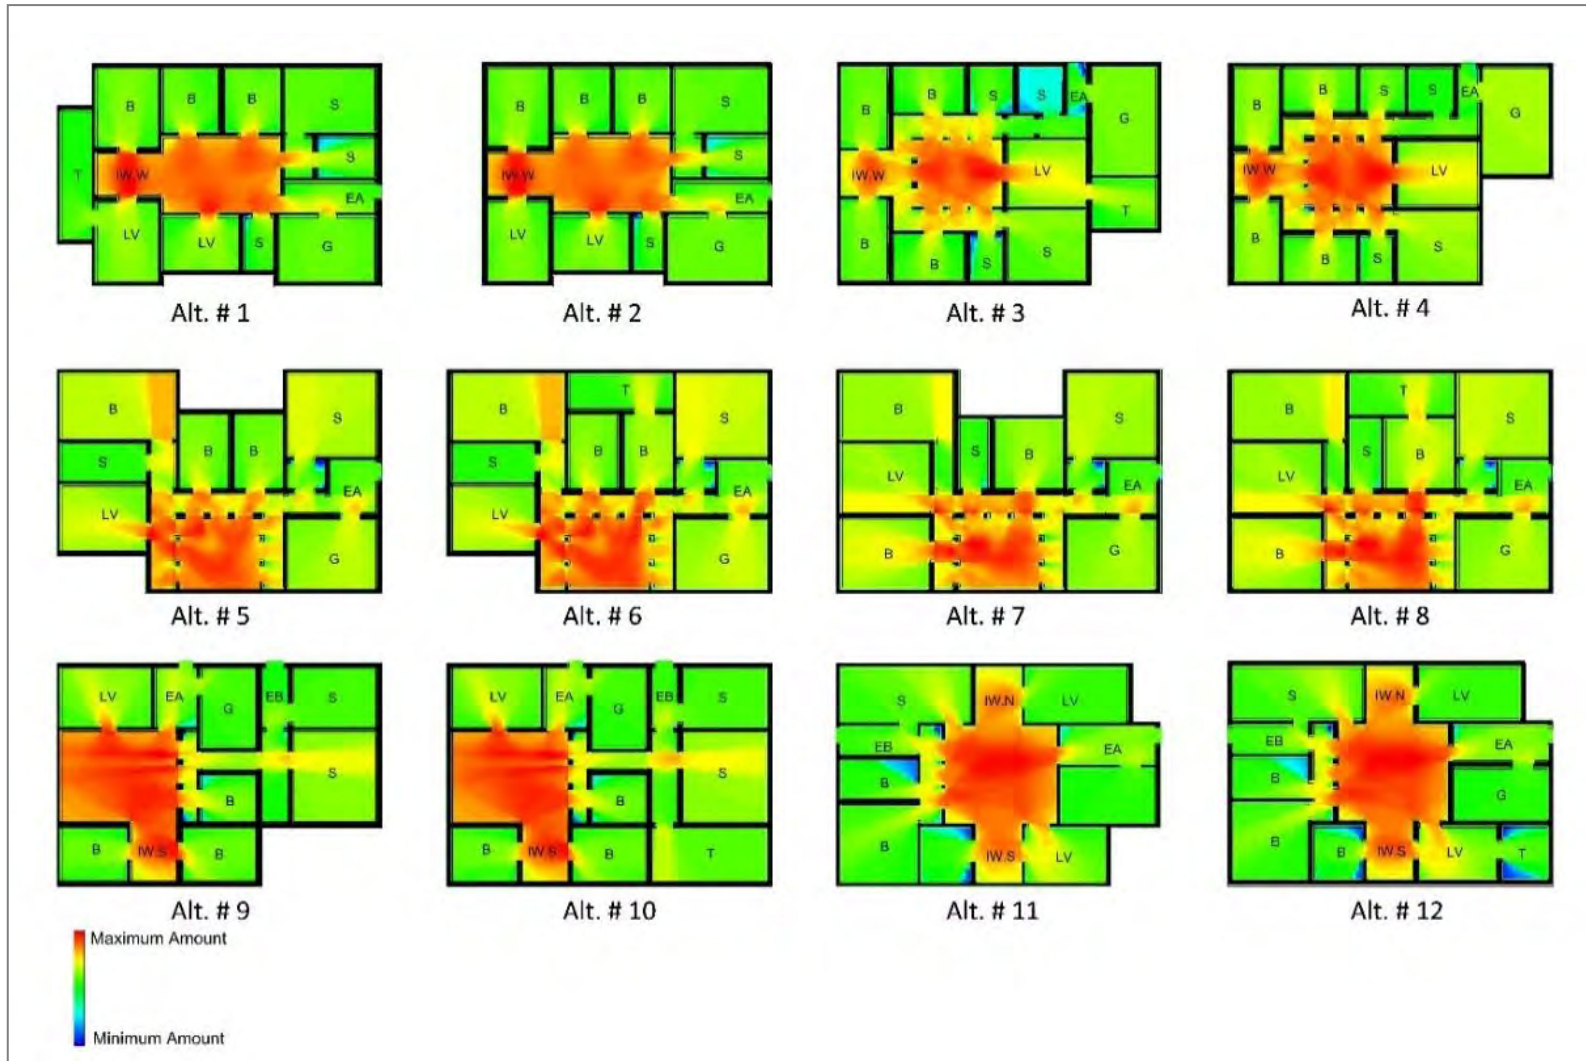 B B B S
T IW.W S
EA
LV LV S G
Alt. # 1
B B B S
IW.W S
EA
LV LV S G
Alt. # 2
B B S S EA G
IW.W LV
T
B B S S
Alt. # 3
B B S S EA G
IW.W LV
B B S S
Alt. # 4
B S
S B B
EA
LV
G
Alt. # 5
T
B S
S B B
EA
LV
G
Alt. # 6
B S
LV S B
EA
B G
Alt. # 7
T
B S
LV S B
EA
B G
Alt. # 8
LV EA G EB S
S
B
B IW.S B
Alt. # 9
LV EA G EB S
S
B
B IW.S B T
Alt. # 10
S IW.N LV
EB EA
B
B IW.S LV
Alt. # 11
S IW.N LV
EB EA
B G
B B IW.S LV T
Alt. # 12
Maximum Amount
Minimum Amount